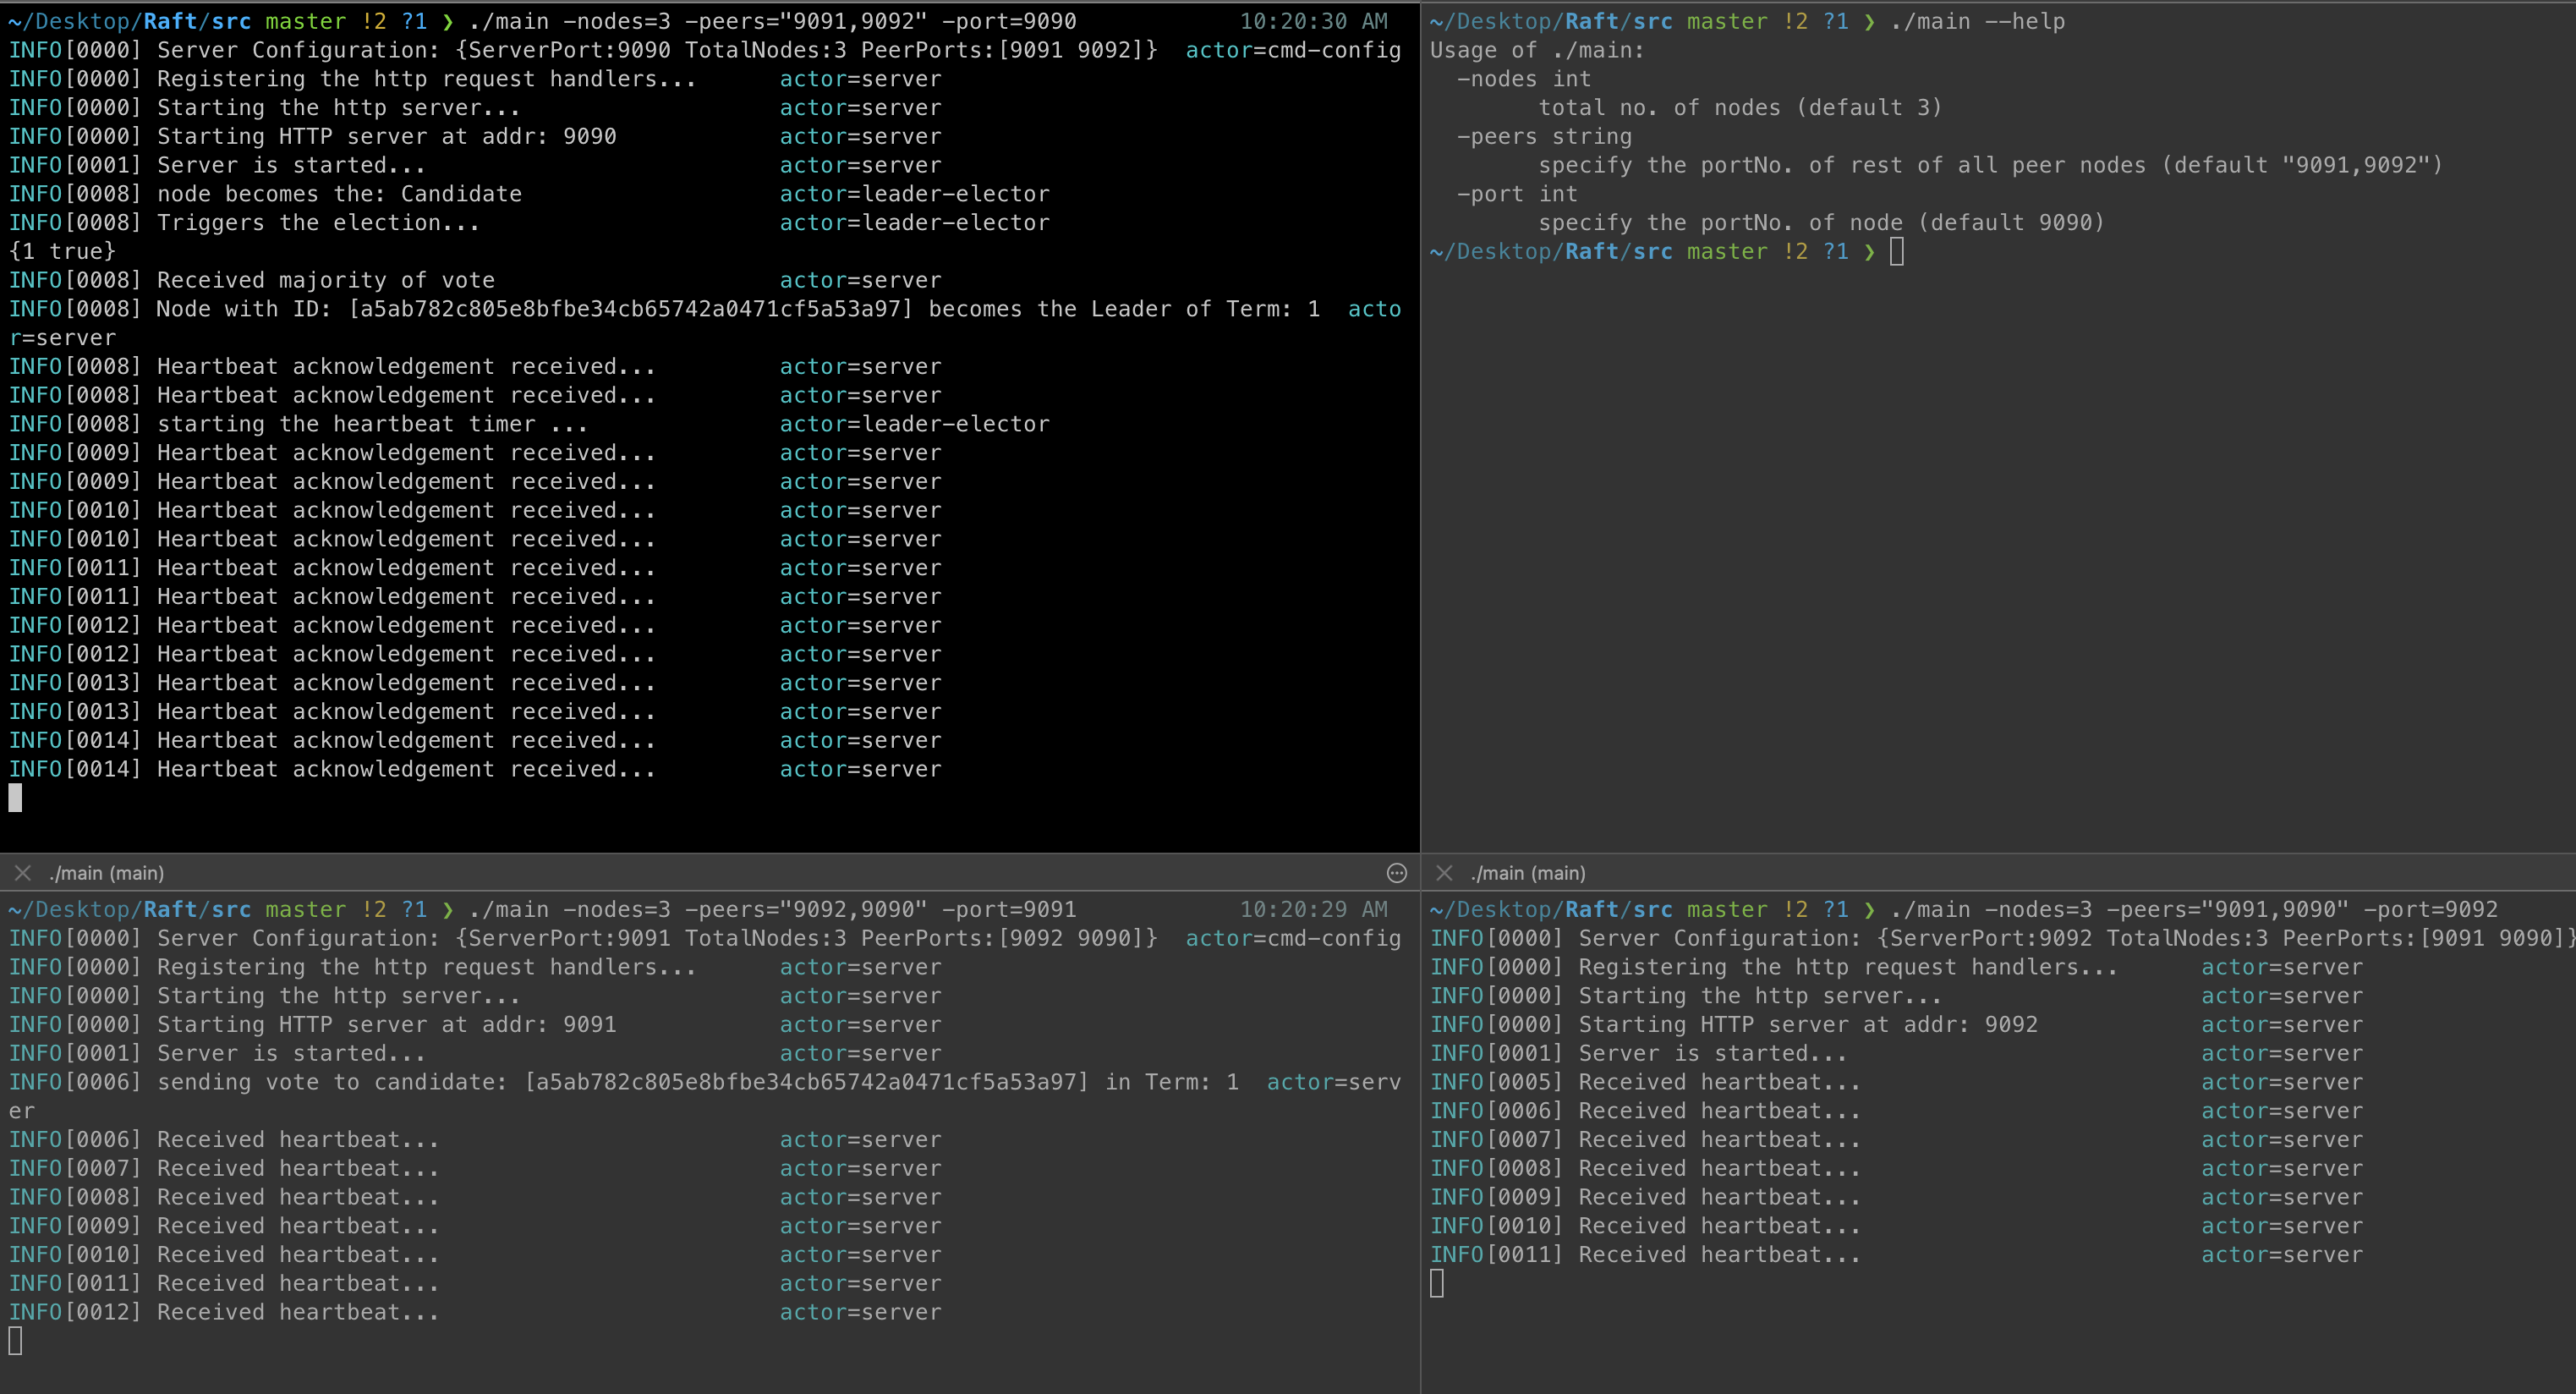 ~/Desktop/Raft/src master !2 ?1 ❯ ./main -nodes=3 -peers="9091,9092" -port=9090 10:20:30 AM
INFO[0000] Server Configuration: {ServerPort:9090 TotalNodes:3 PeerPorts:[9091 9092]} actor=cmd-config
INFO[0000] Registering the http request handlers... actor=server
INFO[0000] Starting the http server... actor=server
INFO[0000] Starting HTTP server at addr: 9090 actor=server
INFO[0001] Server is started... actor=server
INFO[0008] node becomes the: Candidate actor=leader-elector
INFO[0008] Triggers the election... actor=leader-elector
{1 true}
INFO[0008] Received majority of vote actor=server
INFO[0008] Node with ID: [a5ab782c805e8bfbe34cb65742a0471cf5a53a97] becomes the Leader of Term: 1 acto
r=server
INFO[0008] Heartbeat acknowledgement received... actor=server
INFO[0008] Heartbeat acknowledgement received... actor=server
INFO[0008] starting the heartbeat timer ... actor=leader-elector
INFO[0009] Heartbeat acknowledgement received... actor=server
INFO[0009] Heartbeat acknowledgement received... actor=server
INFO[0010] Heartbeat acknowledgement received... actor=server
INFO[0010] Heartbeat acknowledgement received... actor=server
INFO[0011] Heartbeat acknowledgement received... actor=server
INFO[0011] Heartbeat acknowledgement received... actor=server
INFO[0012] Heartbeat acknowledgement received... actor=server
INFO[0012] Heartbeat acknowledgement received... actor=server
INFO[0013] Heartbeat acknowledgement received... actor=server
INFO[0013] Heartbeat acknowledgement received... actor=server
INFO[0014] Heartbeat acknowledgement received... actor=server
INFO[0014] Heartbeat acknowledgement received... actor=server
~/Desktop/Raft/src master !2 ?1 ❯ ./main --help
Usage of ./main:
-nodes int
total no. of nodes (default 3)
-peers string
specify the portNo. of rest of all peer nodes (default "9091,9092")
-port int
specify the portNo. of node (default 9090)
~/Desktop/Raft/src master !2 ?1 ❯
./main (main)
~/Desktop/Raft/src master !2 ?1 ❯ ./main -nodes=3 -peers="9092,9090" -port=9091 10:20:29 AM
INFO[0000] Server Configuration: {ServerPort:9091 TotalNodes:3 PeerPorts:[9092 9090]} actor=cmd-config
INFO[0000] Registering the http request handlers... actor=server
INFO[0000] Starting the http server... actor=server
INFO[0000] Starting HTTP server at addr: 9091 actor=server
INFO[0001] Server is started... actor=server
INFO[0006] sending vote to candidate: [a5ab782c805e8bfbe34cb65742a0471cf5a53a97] in Term: 1 actor=serv
er
INFO[0006] Received heartbeat... actor=server
INFO[0007] Received heartbeat... actor=server
INFO[0008] Received heartbeat... actor=server
INFO[0009] Received heartbeat... actor=server
INFO[0010] Received heartbeat... actor=server
INFO[0011] Received heartbeat... actor=server
INFO[0012] Received heartbeat... actor=server
./main (main)
~/Desktop/Raft/src master !2 ?1 ❯ ./main -nodes=3 -peers="9091,9090" -port=9092
INFO[0000] Server Configuration: {ServerPort:9092 TotalNodes:3 PeerPorts:[9091 9090]}
INFO[0000] Registering the http request handlers... actor=server
INFO[0000] Starting the http server... actor=server
INFO[0000] Starting HTTP server at addr: 9092 actor=server
INFO[0001] Server is started... actor=server
INFO[0005] Received heartbeat... actor=server
INFO[0006] Received heartbeat... actor=server
INFO[0007] Received heartbeat... actor=server
INFO[0008] Received heartbeat... actor=server
INFO[0009] Received heartbeat... actor=server
INFO[0010] Received heartbeat... actor=server
INFO[0011] Received heartbeat... actor=server